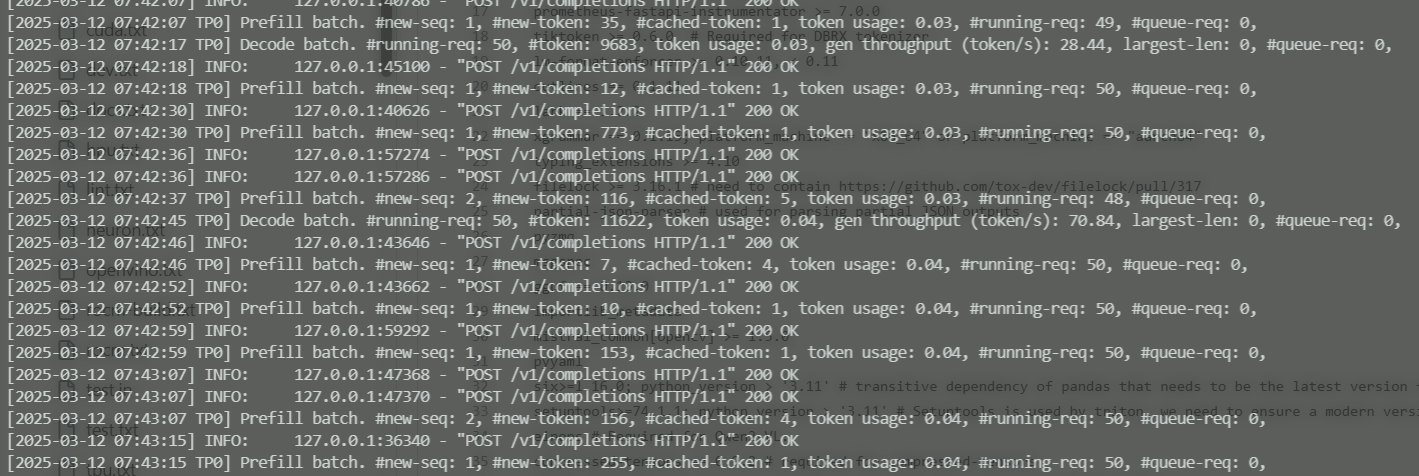 [2025-03-12 07:42:07] INFO:     127.0.0.1:40786 - "POST /v1/completions HTTP/1.1" 200 OK
[2025-03-12 07:42:07 TP0] Prefill batch. #new-seq: 1, #new-token: 35, #cached-token: 1, token usage: 0.03, #running-req: 49, #queue-req: 0,
[2025-03-12 07:42:17 TP0] Decode batch. #running-req: 50, #token: 9683, token usage: 0.03, gen throughput (token/s): 28.44, largest-len: 0, #queue-req: 0,
[2025-03-12 07:42:18] INFO:     127.0.0.1:45100 - "POST /v1/completions HTTP/1.1" 200 OK
[2025-03-12 07:42:18 TP0] Prefill batch. #new-seq: 1, #new-token: 12, #cached-token: 1, token usage: 0.03, #running-req: 50, #queue-req: 0,
[2025-03-12 07:42:30] INFO:     127.0.0.1:40626 - "POST /v1/completions HTTP/1.1" 200 OK
[2025-03-12 07:42:30 TP0] Prefill batch. #new-seq: 1, #new-token: 773, #cached-token: 1, token usage: 0.03, #running-req: 50, #queue-req: 0,
[2025-03-12 07:42:36] INFO:     127.0.0.1:57274 - "POST /v1/completions HTTP/1.1" 200 OK
[2025-03-12 07:42:36] INFO:     127.0.0.1:57286 - "POST /v1/completions HTTP/1.1" 200 OK
[2025-03-12 07:42:37 TP0] Prefill batch. #new-seq: 2, #new-token: 116, #cached-token: 5, token usage: 0.03, #running-req: 48, #queue-req: 0,
[2025-03-12 07:42:45 TP0] Decode batch. #running-req: 50, #token: 11622, token usage: 0.04, gen throughput (token/s): 70.84, largest-len: 0, #queue-req: 0,
[2025-03-12 07:42:46] INFO:     127.0.0.1:43646 - "POST /v1/completions HTTP/1.1" 200 OK
[2025-03-12 07:42:46 TP0] Prefill batch. #new-seq: 1, #new-token: 7, #cached-token: 4, token usage: 0.04, #running-req: 50, #queue-req: 0,
[2025-03-12 07:42:52] INFO:     127.0.0.1:43662 - "POST /v1/completions HTTP/1.1" 200 OK
[2025-03-12 07:42:52 TP0] Prefill batch. #new-seq: 1, #new-token: 10, #cached-token: 1, token usage: 0.04, #running-req: 50, #queue-req: 0,
[2025-03-12 07:42:59] INFO:     127.0.0.1:59292 - "POST /v1/completions HTTP/1.1" 200 OK
[2025-03-12 07:42:59 TP0] Prefill batch. #new-seq: 1, #new-token: 153, #cached-token: 1, token usage: 0.04, #running-req: 50, #queue-req: 0,
[2025-03-12 07:43:07] INFO:     127.0.0.1:47368 - "POST /v1/completions HTTP/1.1" 200 OK
[2025-03-12 07:43:07] INFO:     127.0.0.1:47370 - "POST /v1/completions HTTP/1.1" 200 OK
[2025-03-12 07:43:07 TP0] Prefill batch. #new-seq: 2, #new-token: 156, #cached-token: 4, token usage: 0.04, #running-req: 50, #queue-req: 0,
[2025-03-12 07:43:15] INFO:     127.0.0.1:36340 - "POST /v1/completions HTTP/1.1" 200 OK
[2025-03-12 07:43:15 TP0] Prefill batch. #new-seq: 1, #new-token: 255, #cached-token: 1, token usage: 0.04, #running-req: 50, #queue-req: 0,